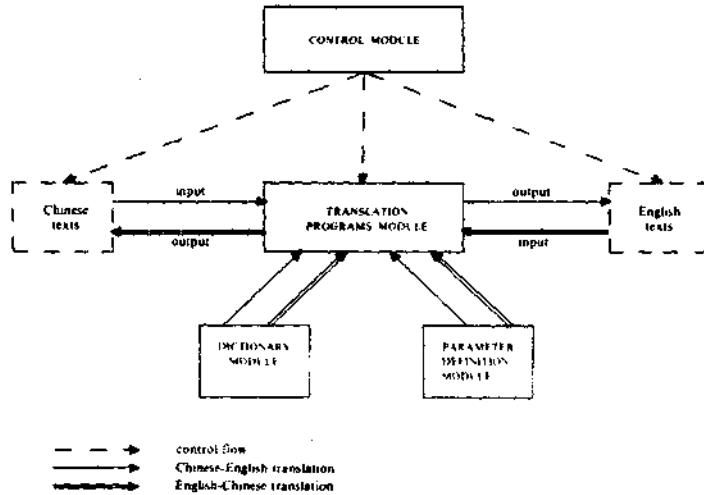 CONTROL MODULE
input
output
Chinese
texts
TRANSLATION
PROGRAMS MODULE
English
texts
output
input
DICTIONARY
MODULE
PARAMETER
DEFINITION
MODULE
control flow
Chinese-English translation
English-Chinese translation